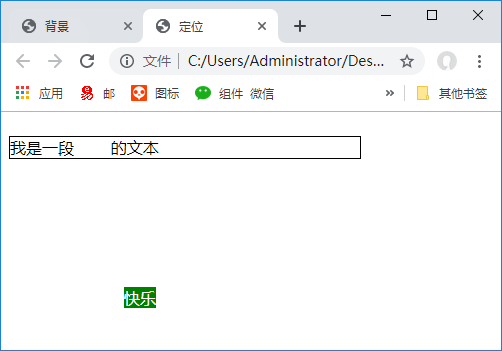 背景
定位
文件 C:/Users/Administrator/Des...
应用 邮 图标 组件 微信 » 其他书签
我是一段 的文本
快乐